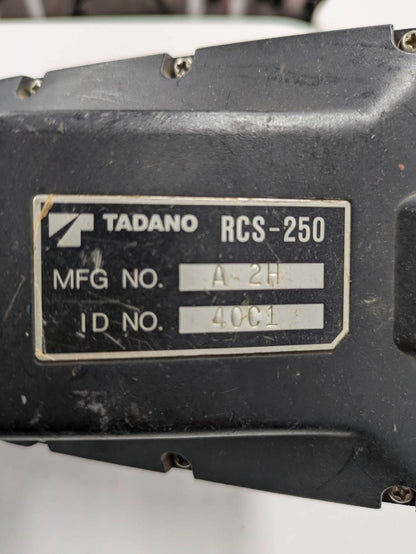 TADANO RCS-250
MFG NO. A-2H
ID NO. 40C1